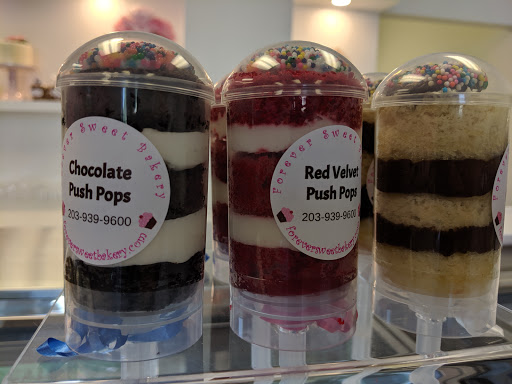 Forever Sweet Bakery
Chocolate
Push Pops
203-939-9600
foreversweetbakery.com
Forever Sweet Bakery
Red Velvet
Push Pops
203-939-9600
foreversweetbakery.com